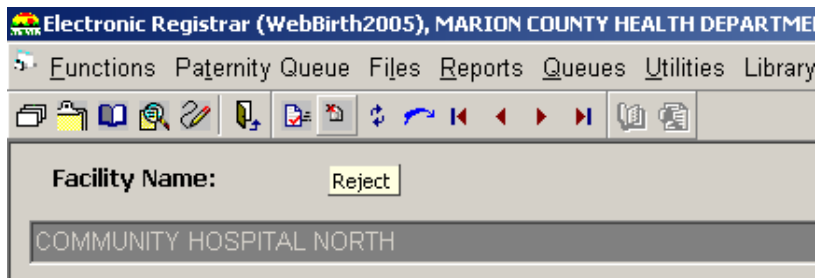 Electronic Registrar (WebBirth2005), MARION COUNTY HEALTH DEPARTME
Functions Paternity Queue Files Reports Queues Utilities Library
Facility Name:
Reject
COMMUNITY HOSPITAL NORTH